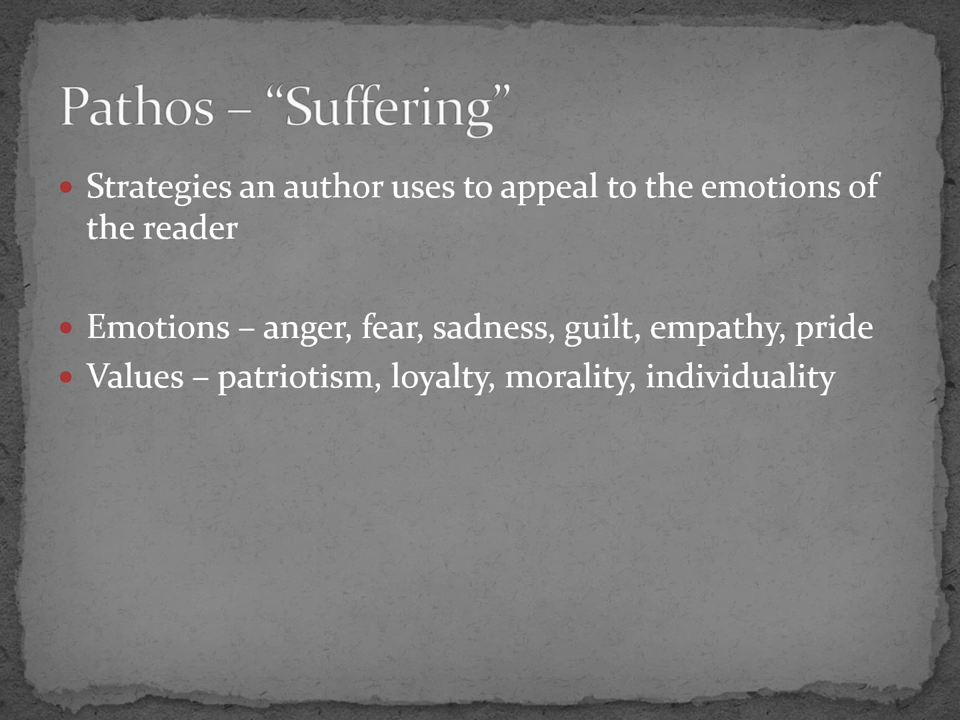 Pathos – “Suffering”
• Strategies an author uses to appeal to the emotions of
the reader
• Emotions – anger, fear, sadness, guilt, empathy, pride
• Values – patriotism, loyalty, morality, individuality